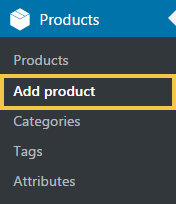 Products
Products
Add product
Categories
Tags
Attributes